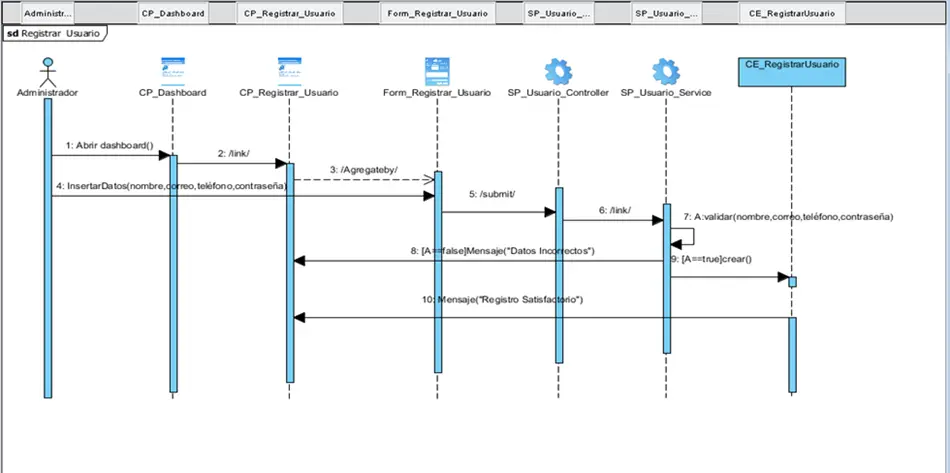 Administr...
CP_Dashboard
CP_Registrar_Usuario
Form_Registrar_Usuario
SP_Usuario_...
SP_Usuario_...
CE_RegistrarUsuario
sd Registrar Usuario
Administrador
CP_Dashboard
CP_Registrar_Usuario
Form_Registrar_Usuario
SP_Usuario_Controller
SP_Usuario_Service
CE_RegistrarUsuario
1: Abrir dashboard()
2: /link/
3: /Agregateby/
4: InsertarDatos(nombre,correo,teléfono,contraseña)
5: /submit/
6: /link/
7: A:validar(nombre,correo,teléfono,contraseña)
8: [A==false]Mensaje("Datos Incorrectos")
9: [A==true]crear()
10: Mensaje("Registro Satisfactorio")